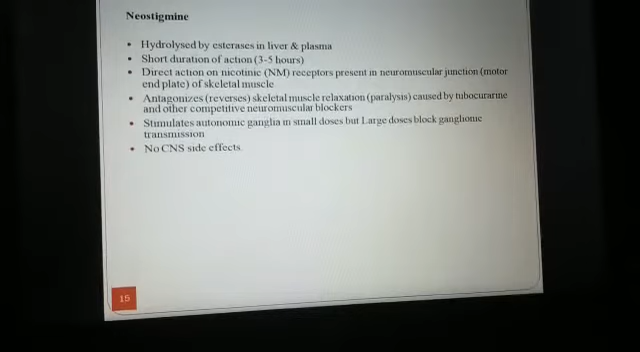 Neostigmine
• Hydrolysed by esterases in liver & plasma
• Short duration of action (3-5 hours)
• Direct action on nicotinic (NM) receptors present in neuromuscular junction (motor
end plate) of skeletal muscle
• Antagonizes (reverses) skeletal muscle relaxation (paralysis) caused by tubocurarine
and other competitive neuromuscular blockers
• Stimulates autonomic ganglia in small doses but Large doses block ganglionic
transmission
• No CNS side effects
15